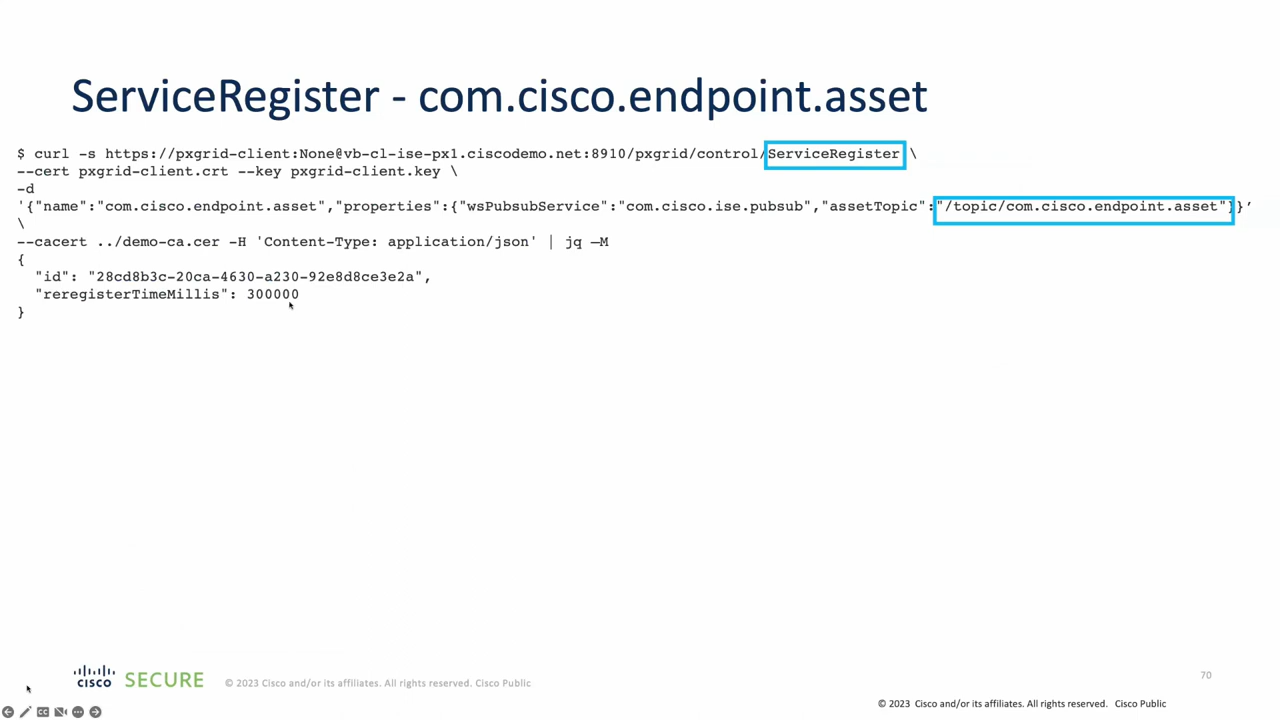 ServiceRegister - com.cisco.endpoint.asset
$ curl -s https://pxgrid-client:None@vb-cl-ise-px1.ciscodemo.net:8910/pxgrid/control/ServiceRegister \
--cert pxgrid-client.crt --key pxgrid-client.key \
-d
'{"name":"com.cisco.endpoint.asset","properties":{"wsPubsubService":"com.cisco.ise.pubsub","assetTopic":"/topic/com.cisco.endpoint.asset"}}’
\
--cacert ../demo-ca.cer -H 'Content-Type: application/json' | jq –M
{
"id": "28cd8b3c-20ca-4630-a230-92e8d8ce3e2a",
"reregisterTimeMillis": 300000
}
CISCO SECURE © 2023 Cisco and/or its affiliates. All rights reserved. Cisco Public
70
© 2023 Cisco and/or its affiliates. All rights reserved. Cisco Public